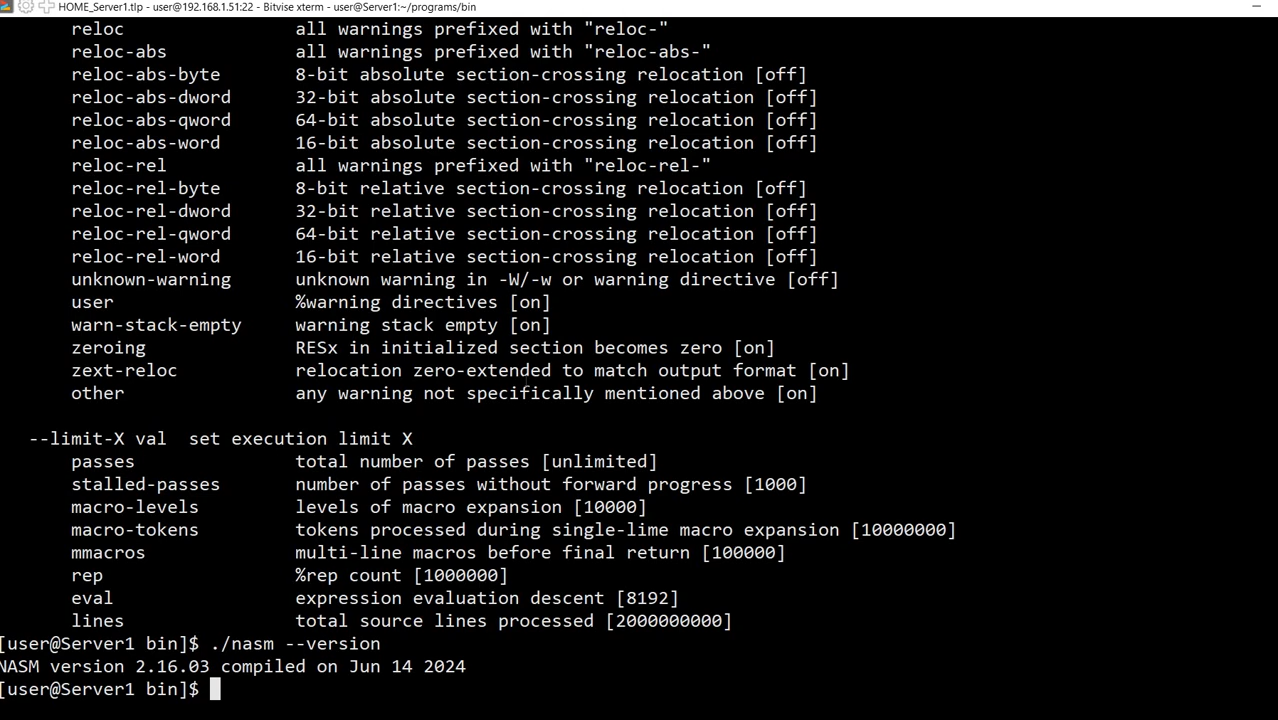 HOME_Server1.tlp - user@192.168.1.51:22 - Bitvise xterm - user@Server1:~/programs/bin
reloc all warnings prefixed with "reloc-"
reloc-abs all warnings prefixed with "reloc-abs-"
reloc-abs-byte 8-bit absolute section-crossing relocation [off]
reloc-abs-dword 32-bit absolute section-crossing relocation [off]
reloc-abs-qword 64-bit absolute section-crossing relocation [off]
reloc-abs-word 16-bit absolute section-crossing relocation [off]
reloc-rel all warnings prefixed with "reloc-rel-"
reloc-rel-byte 8-bit relative section-crossing relocation [off]
reloc-rel-dword 32-bit relative section-crossing relocation [off]
reloc-rel-qword 64-bit relative section-crossing relocation [off]
reloc-rel-word 16-bit relative section-crossing relocation [off]
unknown-warning unknown warning in -W/-w or warning directive [off]
user %warning directives [on]
warn-stack-empty warning stack empty [on]
zeroing RESx in initialized section becomes zero [on]
zext-reloc relocation zero-extended to match output format [on]
other any warning not specifically mentioned above [on]
--limit-X val set execution limit X
passes total number of passes [unlimited]
stalled-passes number of passes without forward progress [1000]
macro-levels levels of macro expansion [10000]
macro-tokens tokens processed during single-lime macro expansion [10000000]
mmacros multi-line macros before final return [100000]
rep %rep count [1000000]
eval expression evaluation descent [8192]
lines total source lines processed [2000000000]
[user@Server1 bin]$ ./nasm --version
NASM version 2.16.03 compiled on Jun 14 2024
[user@Server1 bin]$